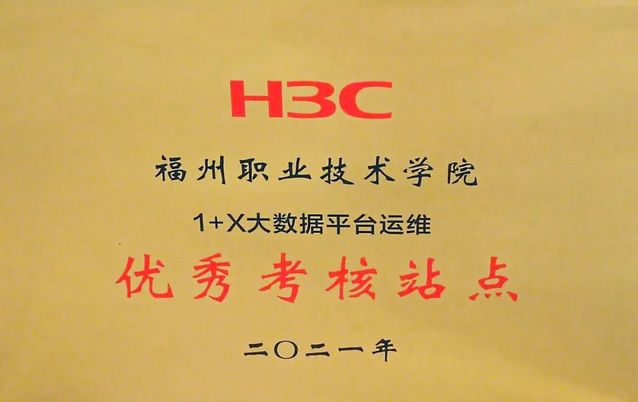 H3C
福州职业技术学院
1+X大数据平台运维
优秀考核站点
二〇二一年